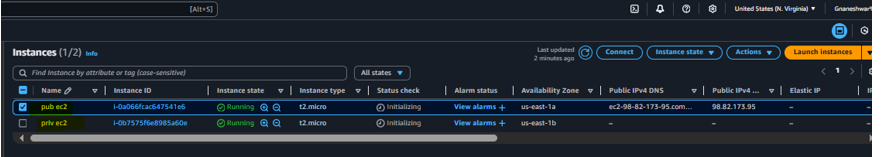 [Alt+S]
United States (N. Virginia) ▼
Gnaneshwar
Instances (1/2) Info
Last updated
2 minutes ago
Connect
Instance state ▼
Actions ▼
Launch instances ▼
Find Instance by attribute or tag (case-sensitive)
All states ▼
< 1 >
Name Instance ID Instance state Instance type Status check Alarm status Availability Zone Public IPv4 DNS Public IPv4 ... Elastic IP
pub ec2 i-0a066fcac647541e6 Running t2.micro Initializing View alarms + us-east-1a ec2-98-82-173-95.com... 98.82.173.95 – –
priv ec2 i-0b7575f6e8985a60e Running t2.micro Initializing View alarms + us-east-1b – – – –